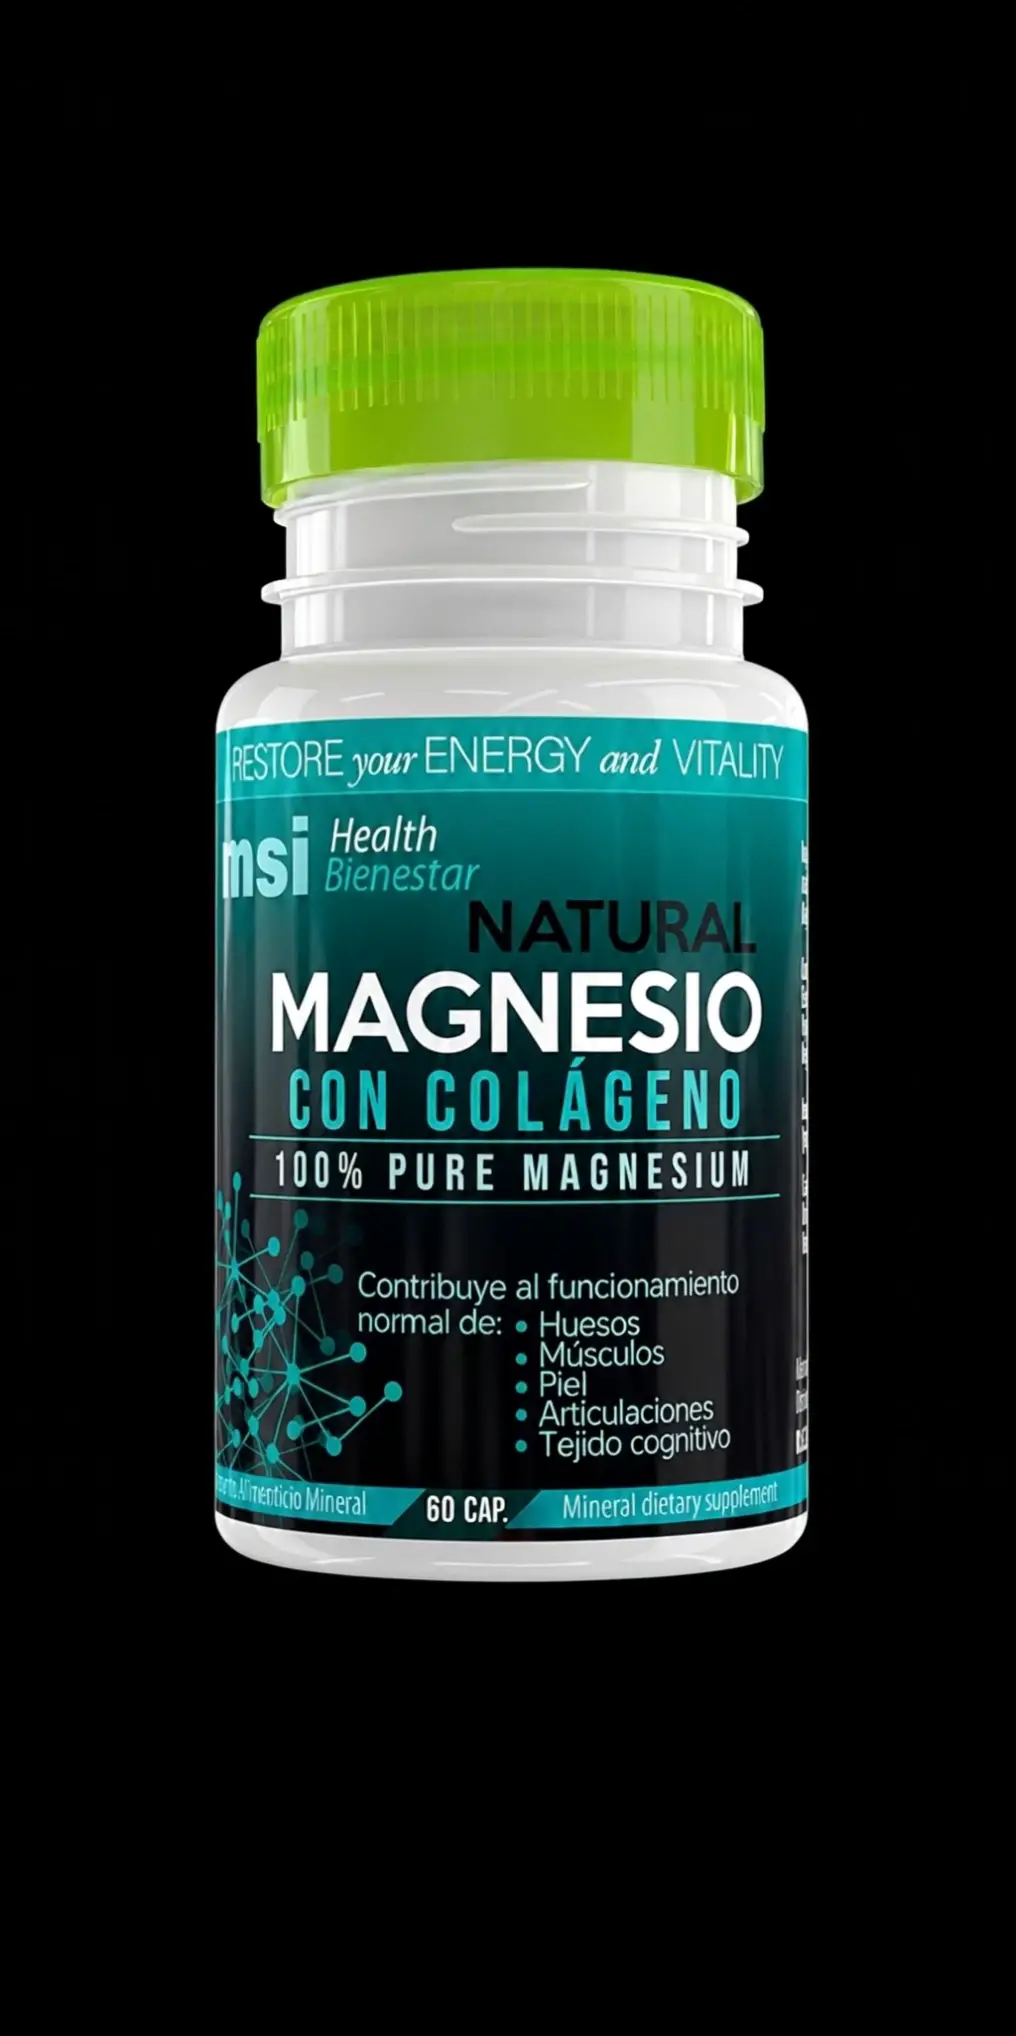 RESTORE your ENERGY and VITALITY
msi Health
Bienestar
NATURAL
MAGNESIO
CON COLÁGENO
100% PURE MAGNESIUM
Contribuye al funcionamiento
normal de: • Huesos
• Músculos
• Piel
• Articulaciones
• Tejido cognitivo
Alimenticio Mineral
60 CAP.
Mineral dietary supplement